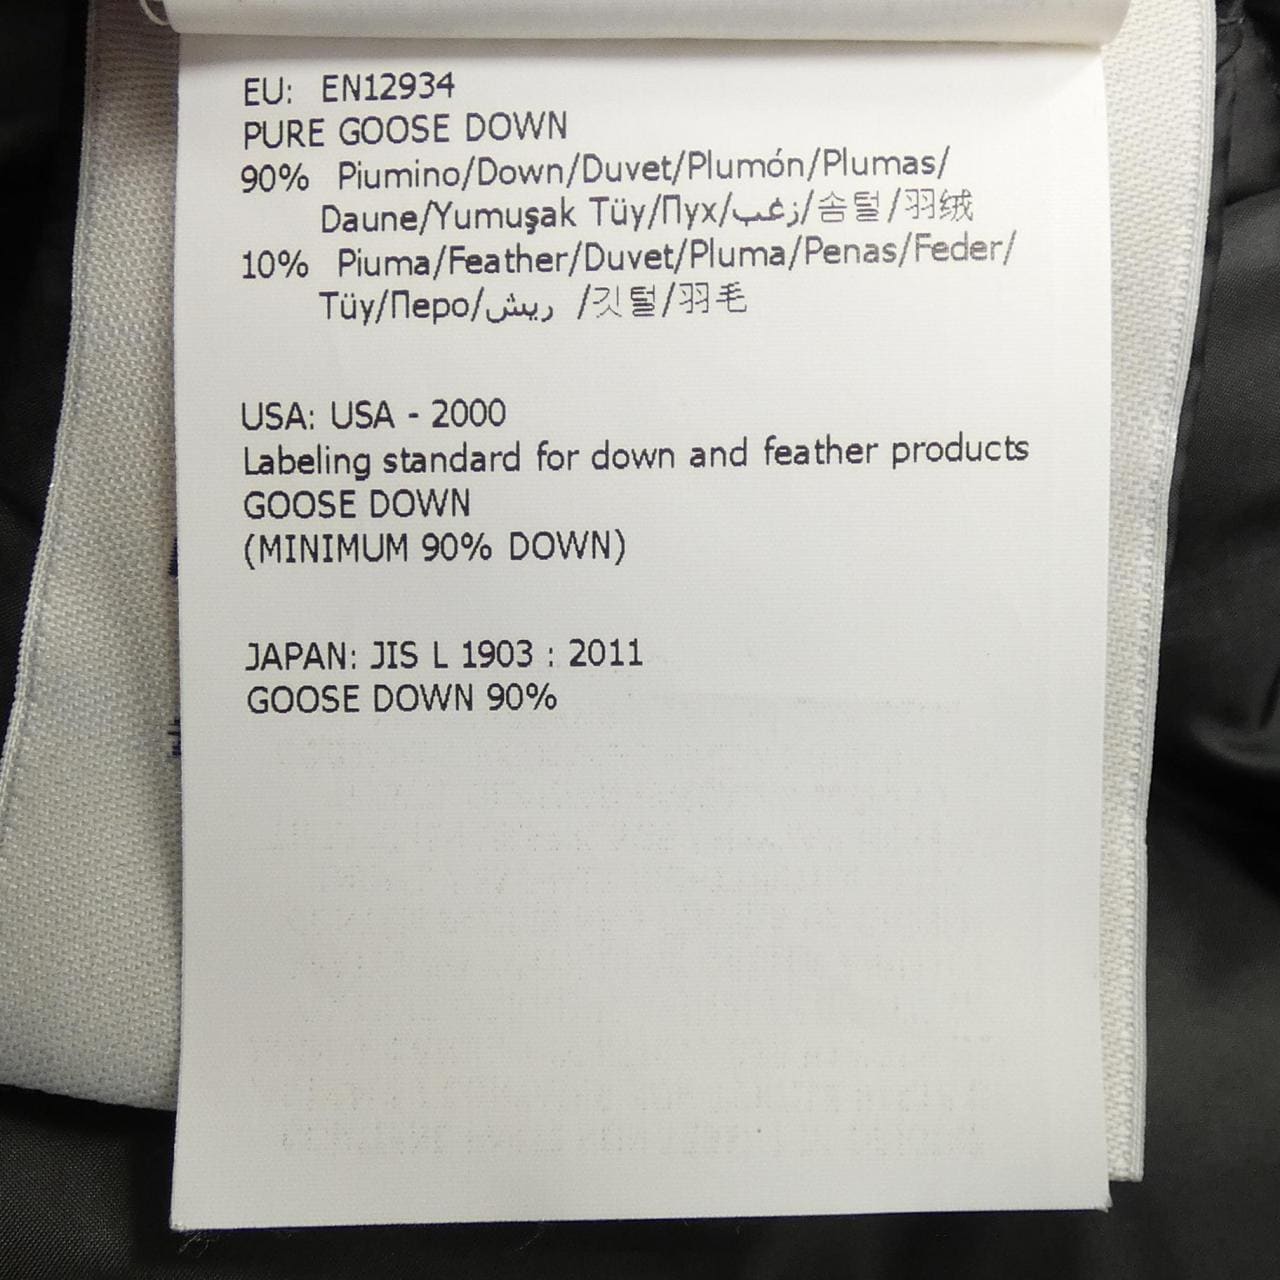 EU: EN12934
PURE GOOSE DOWN
90% Piumino/Down/Duvet/Plumón/Plumas/
Daune/Yumuşak Tüy/Пух/زغب/솜털/羽绒
10% Piuma/Feather/Duvet/Pluma/Penas/Feder/
Tüy/Перо/ريش /깃털/羽毛
USA: USA - 2000
Labeling standard for down and feather products
GOOSE DOWN
(MINIMUM 90% DOWN)
JAPAN: JIS L 1903 : 2011
GOOSE DOWN 90%